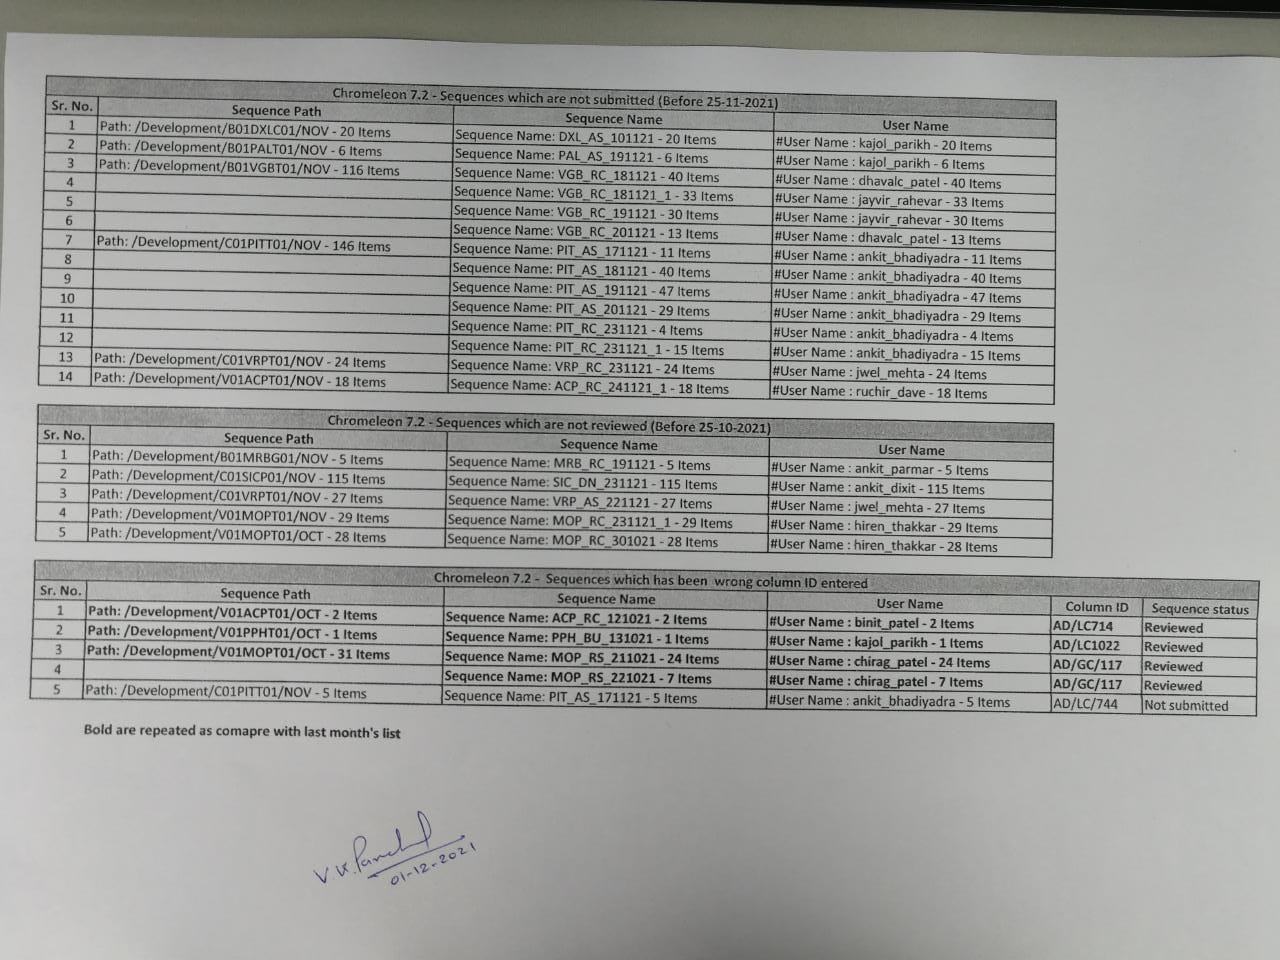 Chromeleon 7.2 - Sequences which are not submitted (Before 25-11-2021)
Sr. No. Sequence Path Sequence Name User Name
1 Path: /Development/B01DXLC01/NOV - 20 Items Sequence Name: DXL_AS_101121 - 20 Items #User Name : kajol_parikh - 20 Items
2 Path: /Development/B01PALT01/NOV - 6 Items Sequence Name: PAL_AS_191121 - 6 Items #User Name : kajol_parikh - 6 Items
3 Path: /Development/B01VGBT01/NOV - 116 Items Sequence Name: VGB_RC_181121 - 40 Items #User Name : dhavalc_patel - 40 Items
4 Sequence Name: VGB_RC_181121_1 - 33 Items #User Name : jayvir_rahevar - 33 Items
5 Sequence Name: VGB_RC_191121 - 30 Items #User Name : jayvir_rahevar - 30 Items
6 Sequence Name: VGB_RC_201121 - 13 Items #User Name : dhavalc_patel - 13 Items
7 Path: /Development/C01PITT01/NOV - 146 Items Sequence Name: PIT_AS_171121 - 11 Items #User Name : ankit_bhadiyadra - 11 Items
8 Sequence Name: PIT_AS_181121 - 40 Items #User Name : ankit_bhadiyadra - 40 Items
9 Sequence Name: PIT_AS_191121 - 47 Items #User Name : ankit_bhadiyadra - 47 Items
10 Sequence Name: PIT_AS_201121 - 29 Items #User Name : ankit_bhadiyadra - 29 Items
11 Sequence Name: PIT_RC_231121 - 4 Items #User Name : ankit_bhadiyadra - 4 Items
12 Sequence Name: PIT_RC_231121_1 - 15 Items #User Name : ankit_bhadiyadra - 15 Items
13 Path: /Development/C01VRPT01/NOV - 24 Items Sequence Name: VRP_RC_231121 - 24 Items #User Name : jwel_mehta - 24 Items
14 Path: /Development/V01ACPT01/NOV - 18 Items Sequence Name: ACP_RC_241121_1 - 18 Items #User Name : ruchir_dave - 18 Items
Chromeleon 7.2 - Sequences which are not reviewed (Before 25-10-2021)
Sr. No. Sequence Path Sequence Name User Name
1 Path: /Development/B01MRBG01/NOV - 5 Items Sequence Name: MRB_RC_191121 - 5 Items #User Name : ankit_parmar - 5 Items
2 Path: /Development/C01SICP01/NOV - 115 Items Sequence Name: SIC_DN_231121 - 115 Items #User Name : ankit_dixit - 115 Items
3 Path: /Development/C01VRPT01/NOV - 27 Items Sequence Name: VRP_AS_221121 - 27 Items #User Name : jwel_mehta - 27 Items
4 Path: /Development/V01MOPT01/NOV - 29 Items Sequence Name: MOP_RC_231121_1 - 29 Items #User Name : hiren_thakkar - 29 Items
5 Path: /Development/V01MOPT01/OCT - 28 Items Sequence Name: MOP_RC_301021 - 28 Items #User Name : hiren_thakkar - 28 Items
Chromeleon 7.2 - Sequences which has been wrong column ID entered
Sr. No. Sequence Path Sequence Name User Name Column ID Sequence status
1 Path: /Development/V01ACPT01/OCT - 2 Items Sequence Name: ACP_RC_121021 - 2 Items #User Name : binit_patel - 2 Items AD/LC714 Reviewed
2 Path: /Development/V01PPHT01/OCT - 1 Items Sequence Name: PPH_BU_131021 - 1 Items #User Name : kajol_parikh - 1 Items AD/LC1022 Reviewed
3 Path: /Development/V01MOPT01/OCT - 31 Items Sequence Name: MOP_RS_211021 - 24 Items #User Name : chirag_patel - 24 Items AD/GC/117 Reviewed
4 Sequence Name: MOP_RS_221021 - 7 Items #User Name : chirag_patel - 7 Items AD/GC/117 Reviewed
5 Path: /Development/C01PITT01/NOV - 5 Items Sequence Name: PIT_AS_171121 - 5 Items #User Name : ankit_bhadiyadra - 5 Items AD/LC/744 Not submitted
Bold are repeated as comapre with last month's list
01-12-2021